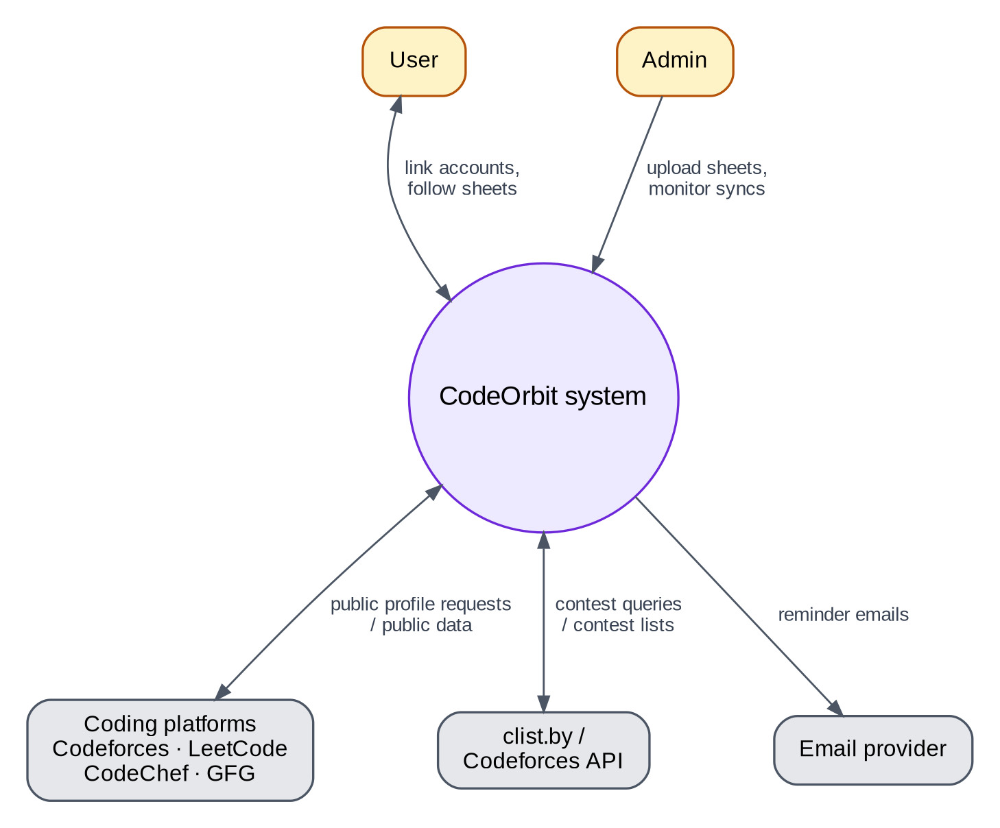 User
Admin
link accounts,
follow sheets
upload sheets,
monitor syncs
CodeOrbit system
public profile requests
/ public data
contest queries
/ contest lists
reminder emails
Coding platforms
Codeforces · LeetCode
CodeChef · GFG
clist.by /
Codeforces API
Email provider